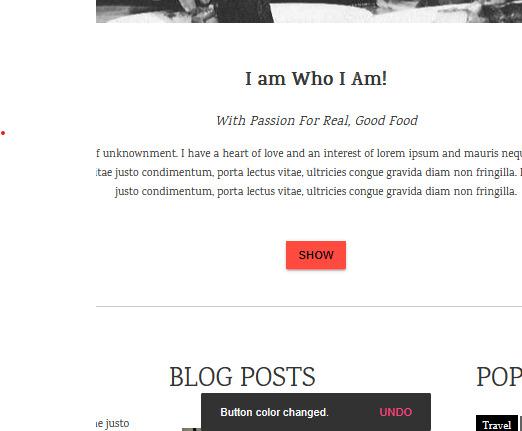 I am Who I Am!
With Passion For Real, Good Food
f unknownment. I have a heart of love and an interest of lorem ipsum and mauris nequ
itae justo condimentum, porta lectus vitae, ultricies congue gravida diam non fringilla.
justo condimentum, porta lectus vitae, ultricies congue gravida diam non fringilla.
SHOW
BLOG POSTS
POP
Button color changed.
UNDO
ne justo
Travel